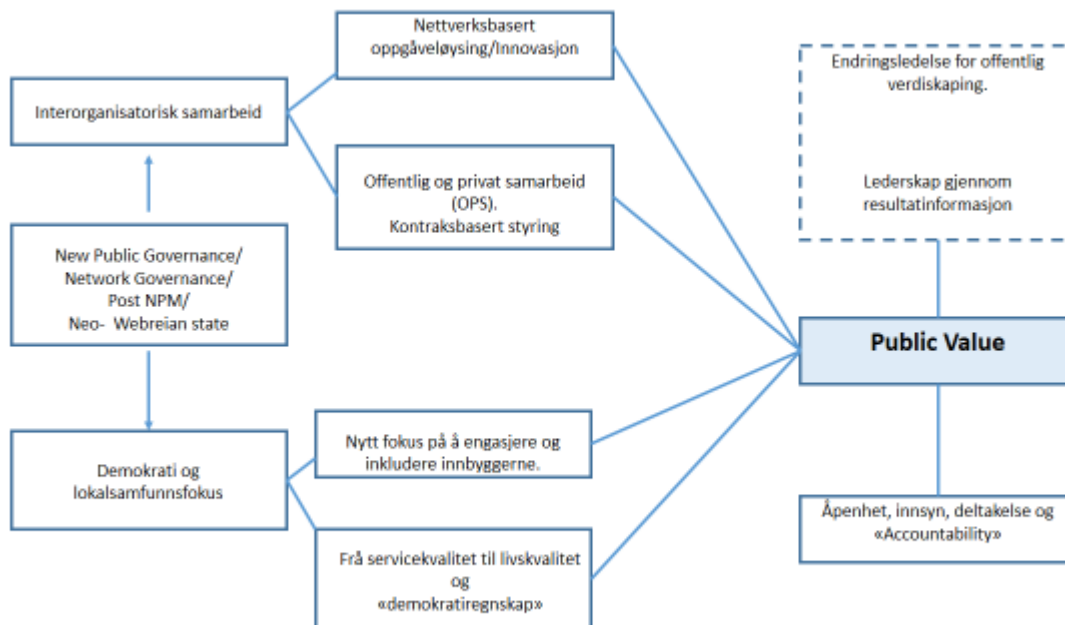 Nettverksbasert
oppgåveløysing/Innovasjon
Interorganisatorisk samarbeid
Offentlig og privat samarbeid
(OPS).
Kontraksbasert styring
New Public Governance/
Network Governance/
Post NPM/
Neo- Webreian state
Demokrati og
lokalsamfunnsfokus
Nytt fokus på å engasjere og
inkludere innbyggerne.
Frå servicekvalitet til livskvalitet
og
«demokratiregnskap»
Endringsledelse for offentlig
verdiskaping.
Lederskap gjennom
resultatinformasjon
Public Value
Åpenhet, innsyn, deltakelse og
«Accountability»